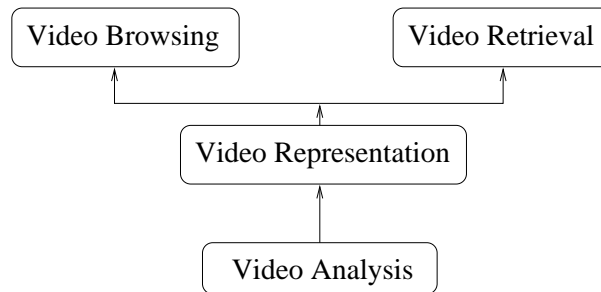 Video Browsing
Video Retrieval
Video Representation
Video Analysis